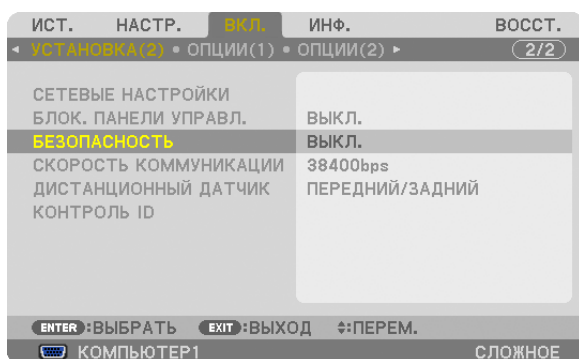 ИСТ. НАСТР. ВКЛ. ИНФ. ВОССТ.
◄ УСТАНОВКА(2) ● ОПЦИИ(1) ● ОПЦИИ(2) ► 2/2
СЕТЕВЫЕ НАСТРОЙКИ
БЛОК. ПАНЕЛИ УПРАВЛ. ВЫКЛ.
БЕЗОПАСНОСТЬ ВЫКЛ.
СКОРОСТЬ КОММУНИКАЦИИ 38400bps
ДИСТАНЦИОННЫЙ ДАТЧИК ПЕРЕДНИЙ/ЗАДНИЙ
КОНТРОЛЬ ID
ENTER :ВЫБРАТЬ EXIT :ВЫХОД ♦:ПЕРЕМ.
КОМПЬЮТЕР1 СЛОЖНОЕ